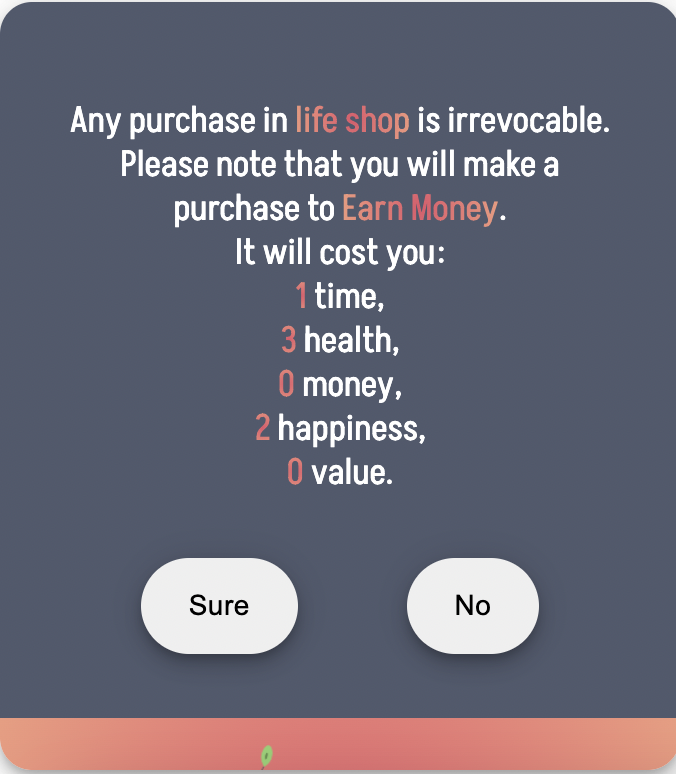 Any purchase in life shop is irrevocable.
Please note that you will make a
purchase to Earn Money.
It will cost you:
1 time,
3 health,
0 money,
2 happiness,
0 value.
Sure
No